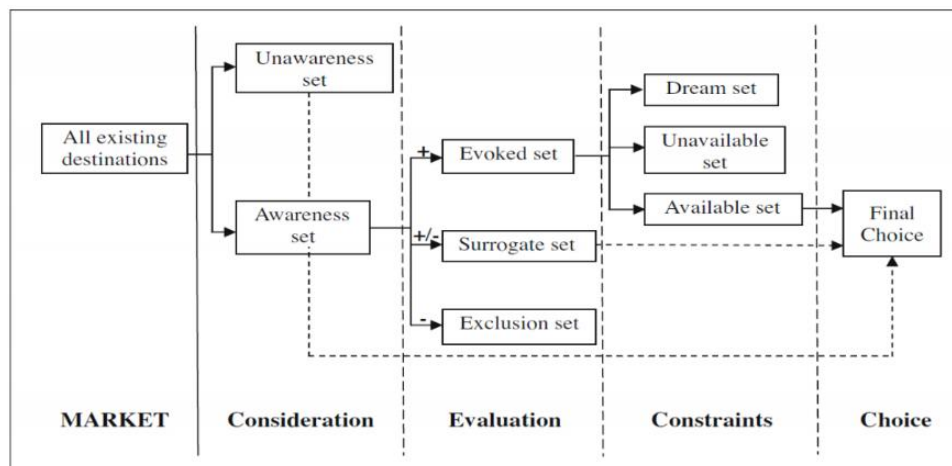 Unawareness
set
Dream set
All existing
destinations
+
Evoked set
Unavailable
set
Awareness
set
Available set
Final
Choice
+/-
Surrogate set
-
Exclusion set
MARKET
Consideration
Evaluation
Constraints
Choice